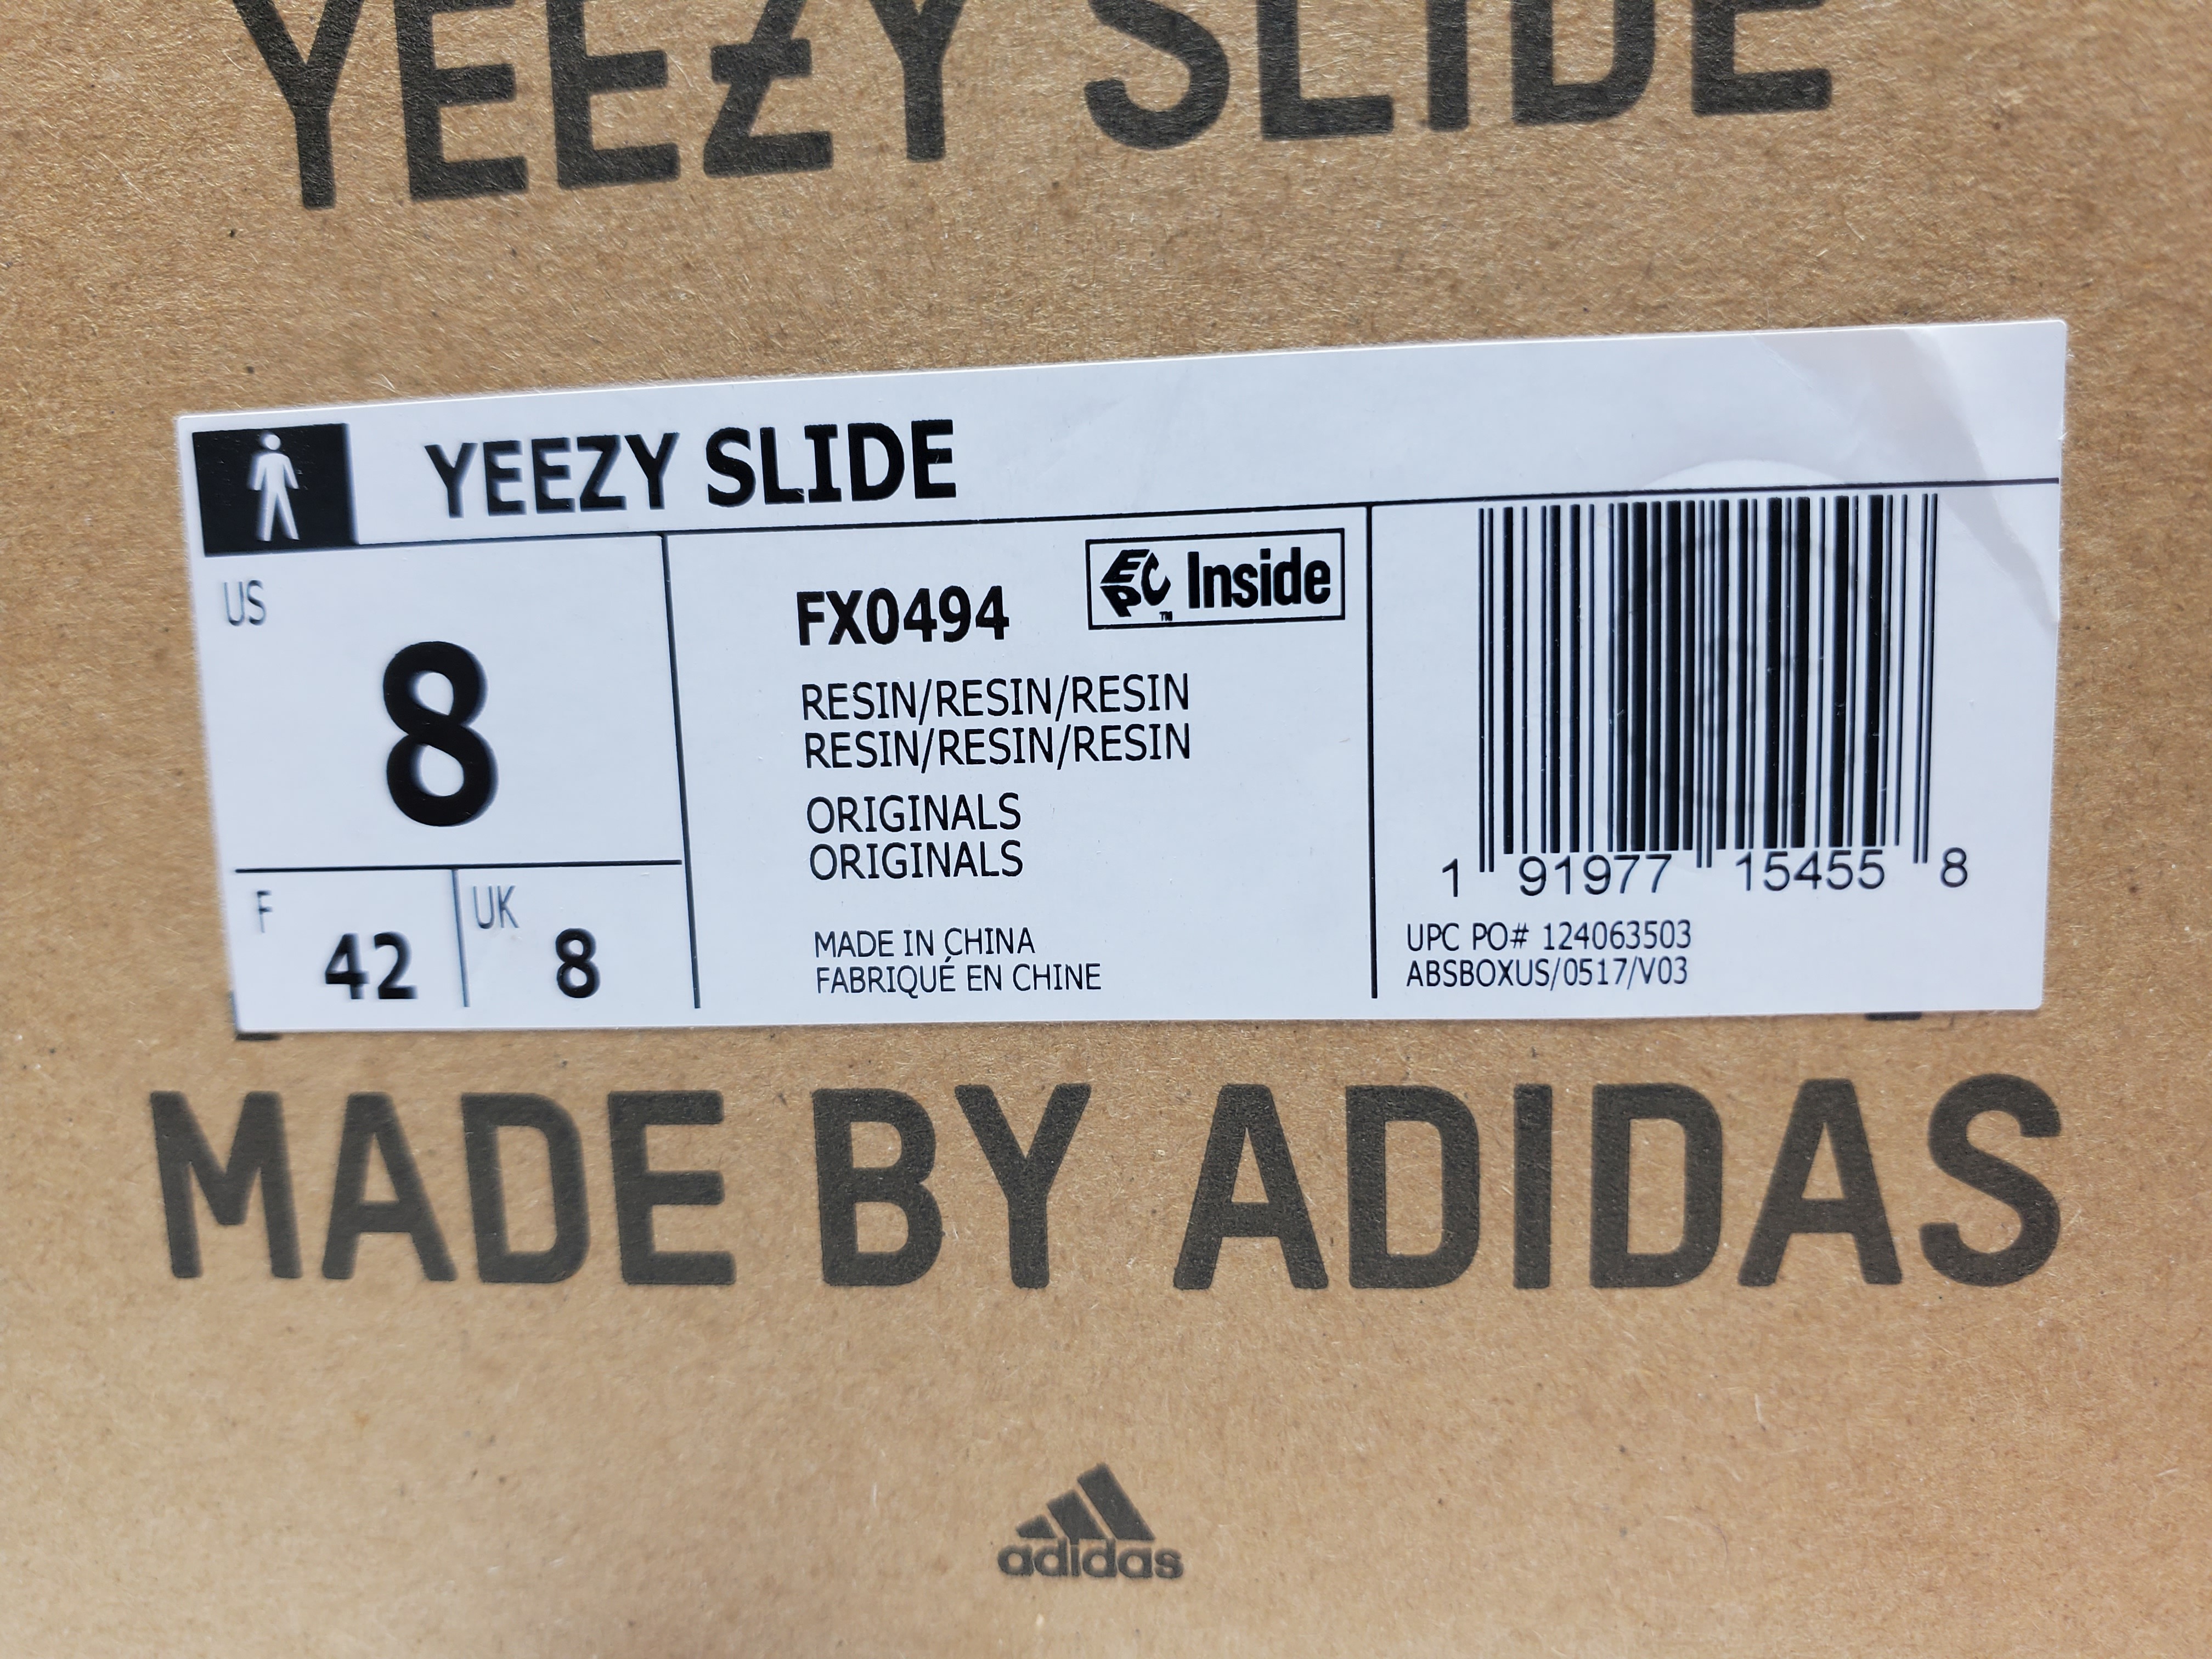 YEEZY SLIDE
YEEZY SLIDE
US
8
F
42
UK
8
FX0494
EPC™ Inside
RESIN/RESIN/RESIN
RESIN/RESIN/RESIN
ORIGINALS
ORIGINALS
MADE IN CHINA
FABRIQUÉ EN CHINE
1 91977 15455 8
UPC PO# 124063503
ABSBOXUS/0517/V03
MADE BY ADIDAS
adidas